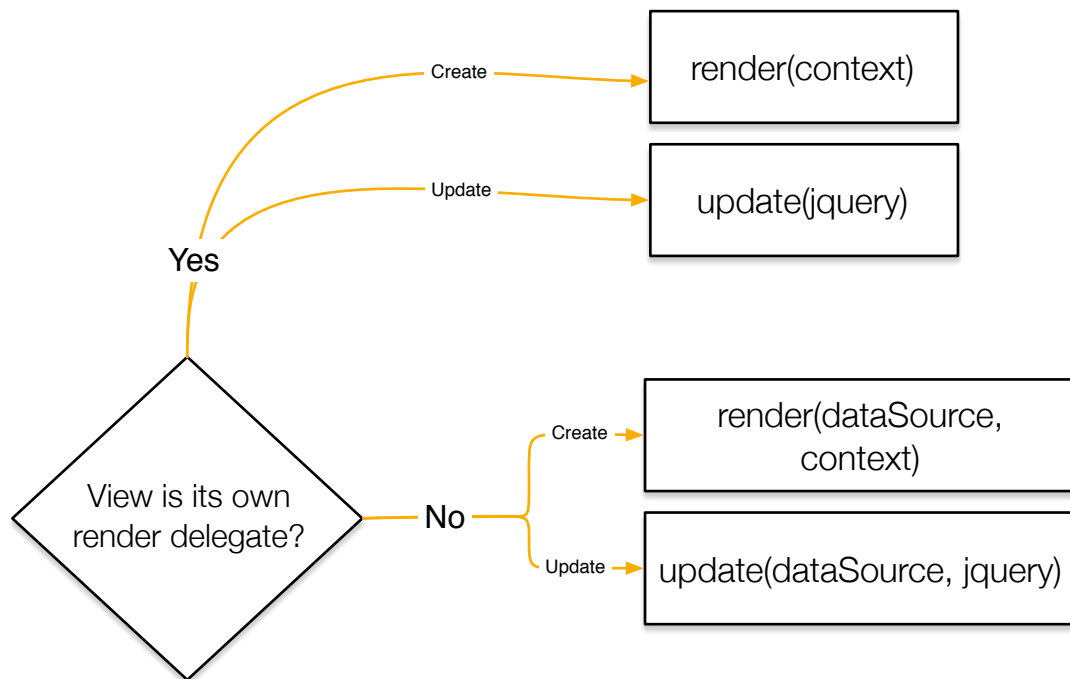 Create
render(context)
Update
update(jquery)
Yes
View is its own
render delegate?
No
Create
render(dataSource,
context)
Update
update(dataSource, jquery)